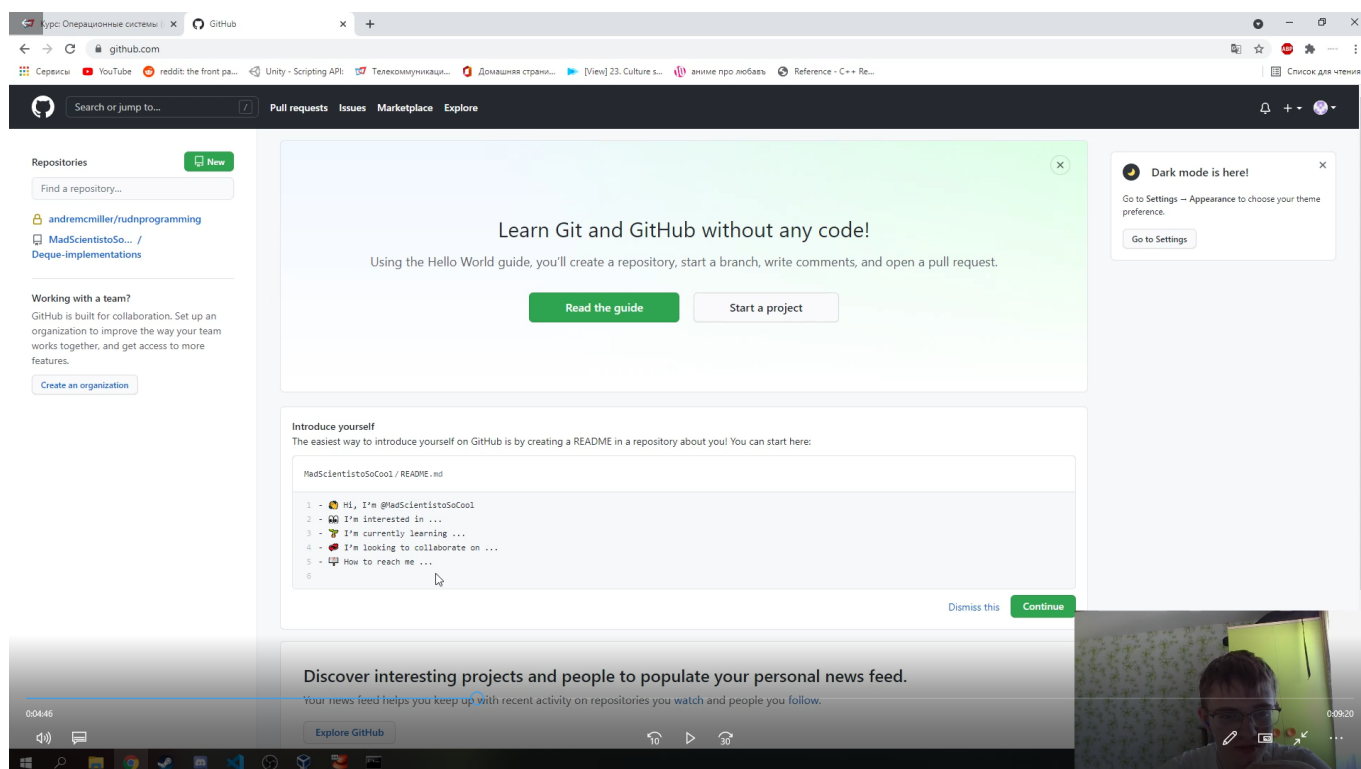 Курс: Операционные системы
GitHub
github.com
ABP
Сервисы
YouTube
reddit: the front pa...
Unity - Scripting API:
Телекоммуникаци...
Домашняя страни...
[View] 23. Culture s...
аниме про любавь
Reference - C++ Re...
Список для чтения
Search or jump to...
/
Pull requests
Issues
Marketplace
Explore
Repositories
New
Find a repository...
andremcmiller/rudnprogramming
MadScientistoSo... /
Deque-implementations
Working with a team?
GitHub is built for collaboration. Set up an
organization to improve the way your team
works together, and get access to more
features.
Create an organization
Learn Git and GitHub without any code!
Using the Hello World guide, you'll create a repository, start a branch, write comments, and open a pull request.
Read the guide
Start a project
Dark mode is here!
Go to Settings → Appearance to choose your theme
preference.
Go to Settings
Introduce yourself
The easiest way to introduce yourself on GitHub is by creating a README in a repository about you! You can start here:
MadScientistoSoCool / README.md
1 - 👋 Hi, I'm @MadScientistoSoCool
2 - 👀 I'm interested in ...
3 - 🌱 I'm currently learning ...
4 - 💞️ I'm looking to collaborate on ...
5 - 📫 How to reach me ...
6
Dismiss this
Continue
Discover interesting projects and people to populate your personal news feed.
Your news feed helps you keep up with recent activity on repositories you watch and people you follow.
Explore GitHub
0:04:46
0:09:20
10
30